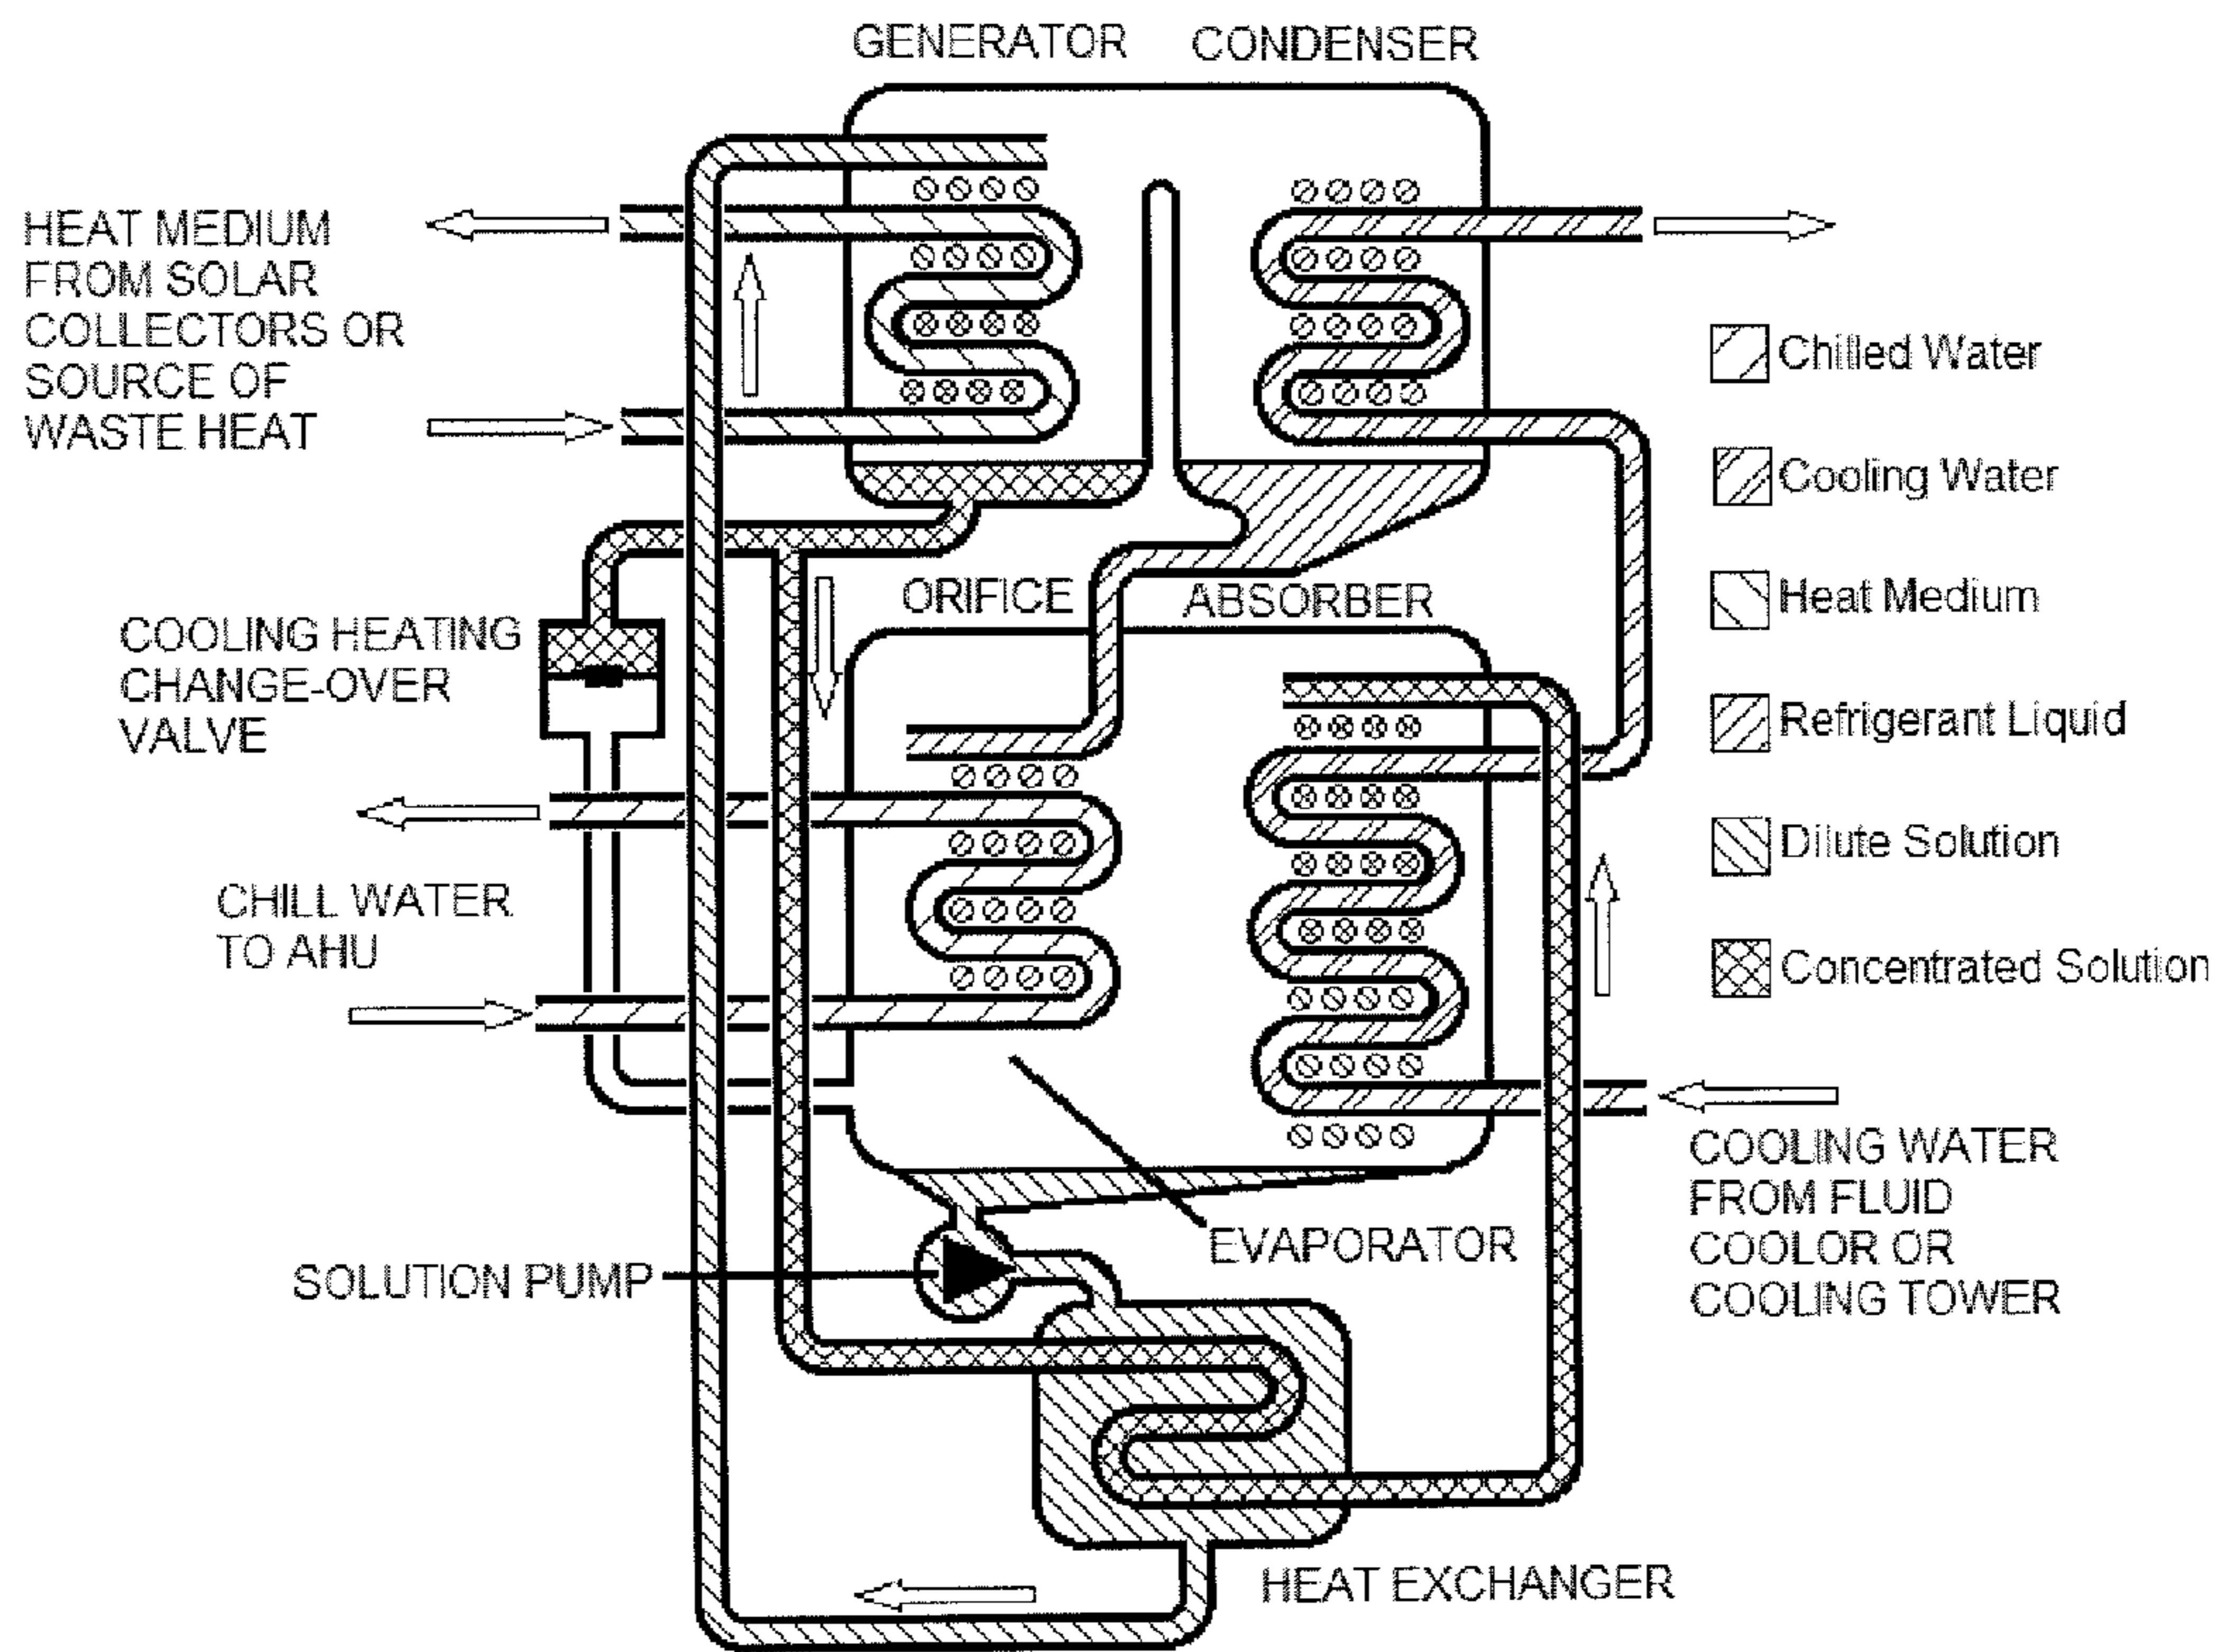 GENERATOR
CONDENSER
HEAT MEDIUM
FROM SOLAR
COLLECTORS OR
SOURCE OF
WASTE HEAT
Chilled Water
Cooling Water
Heat Medium
Refrigerant Liquid
Dilute Solution
Concentrated Solution
ORIFICE
ABSORBER
COOLING HEATING
CHANGE-OVER
VALVE
CHILL WATER
TO AHU
COOLING WATER
FROM FLUID
COOLOR OR
COOLING TOWER
EVAPORATOR
SOLUTION PUMP
HEAT EXCHANGER